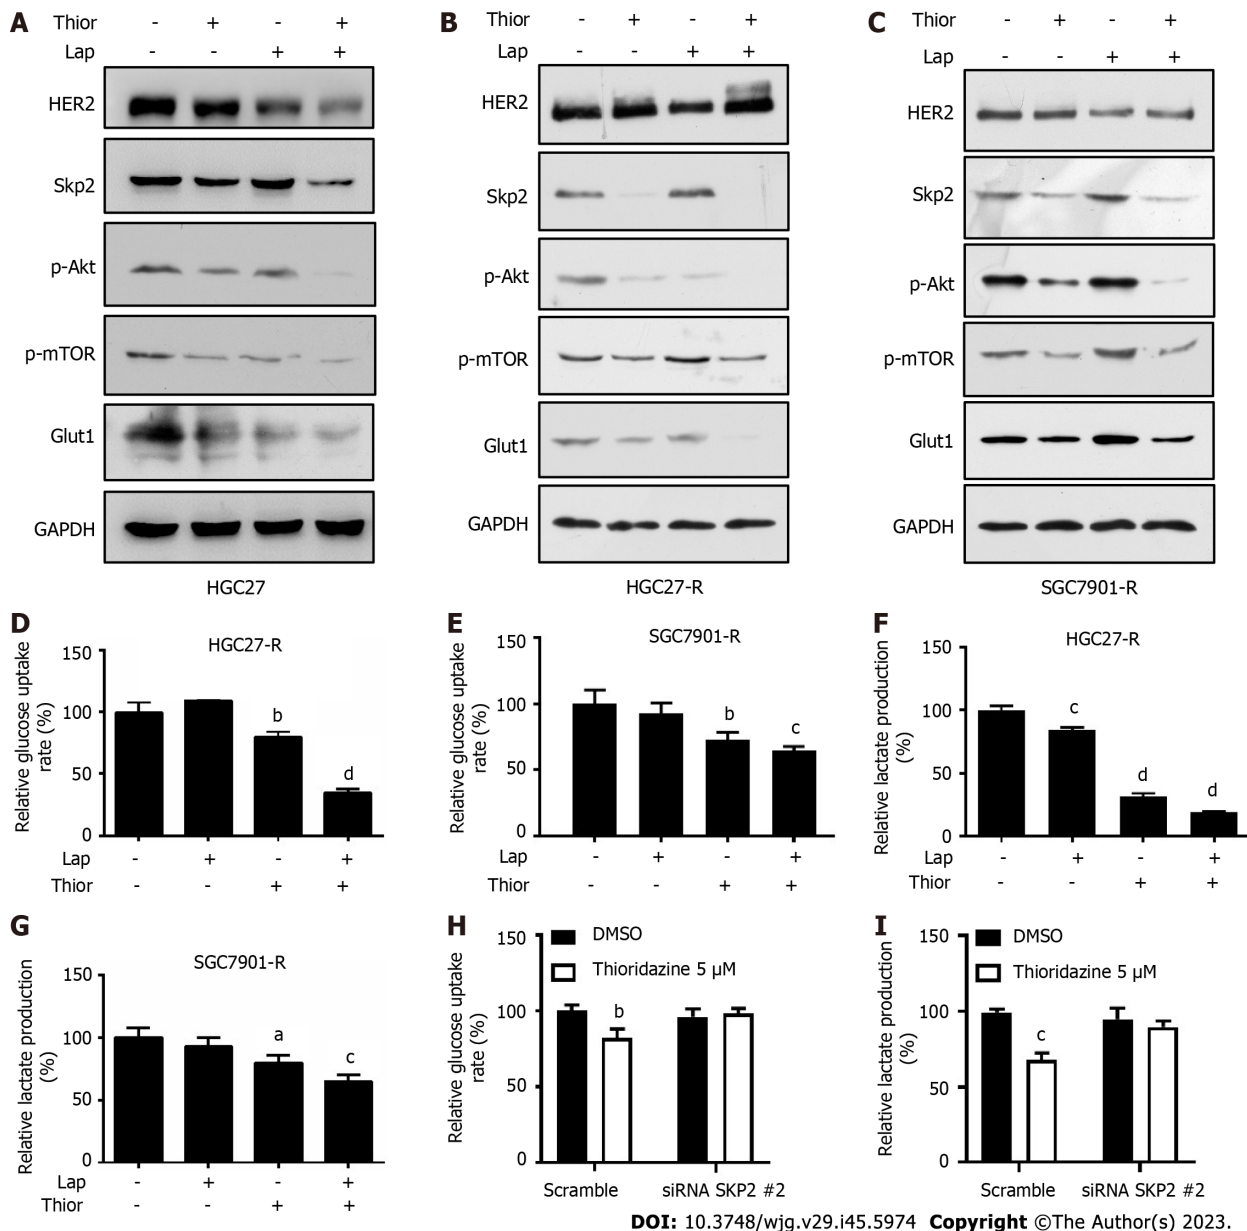 A
Thior - + - +
Lap - - + +
HER2
Skp2
p-Akt
p-mTOR
Glut1
GAPDH
HGC27
B
Thior - + - +
Lap - - + +
HER2
Skp2
p-Akt
p-mTOR
Glut1
GAPDH
HGC27-R
C
Thior - + - +
Lap - - + +
HER2
Skp2
p-Akt
p-mTOR
Glut1
GAPDH
SGC7901-R
D
HGC27-R
Relative glucose uptake
rate (%)
150
100
50
0
b
d
Lap - + - +
Thior - - + +
E
SGC7901-R
Relative glucose uptake
rate (%)
150
100
50
0
b
c
Lap - + - +
Thior - - + +
F
HGC27-R
Relative lactate production
(%)
150
100
50
0
c
d
d
Lap - + - +
Thior - - + +
G
SGC7901-R
Relative lactate production
(%)
150
100
50
0
a
c
Lap - + - +
Thior - - + +
H
DMSO
Thioridazine 5 µM
Relative glucose uptake
rate (%)
150
100
50
0
b
Scramble siRNA SKP2 #2
I
DMSO
Thioridazine 5 µM
Relative lactate production
(%)
150
100
50
0
c
Scramble siRNA SKP2 #2
DOI: 10.3748/wjg.v29.i45.5974 Copyright ©The Author(s) 2023.